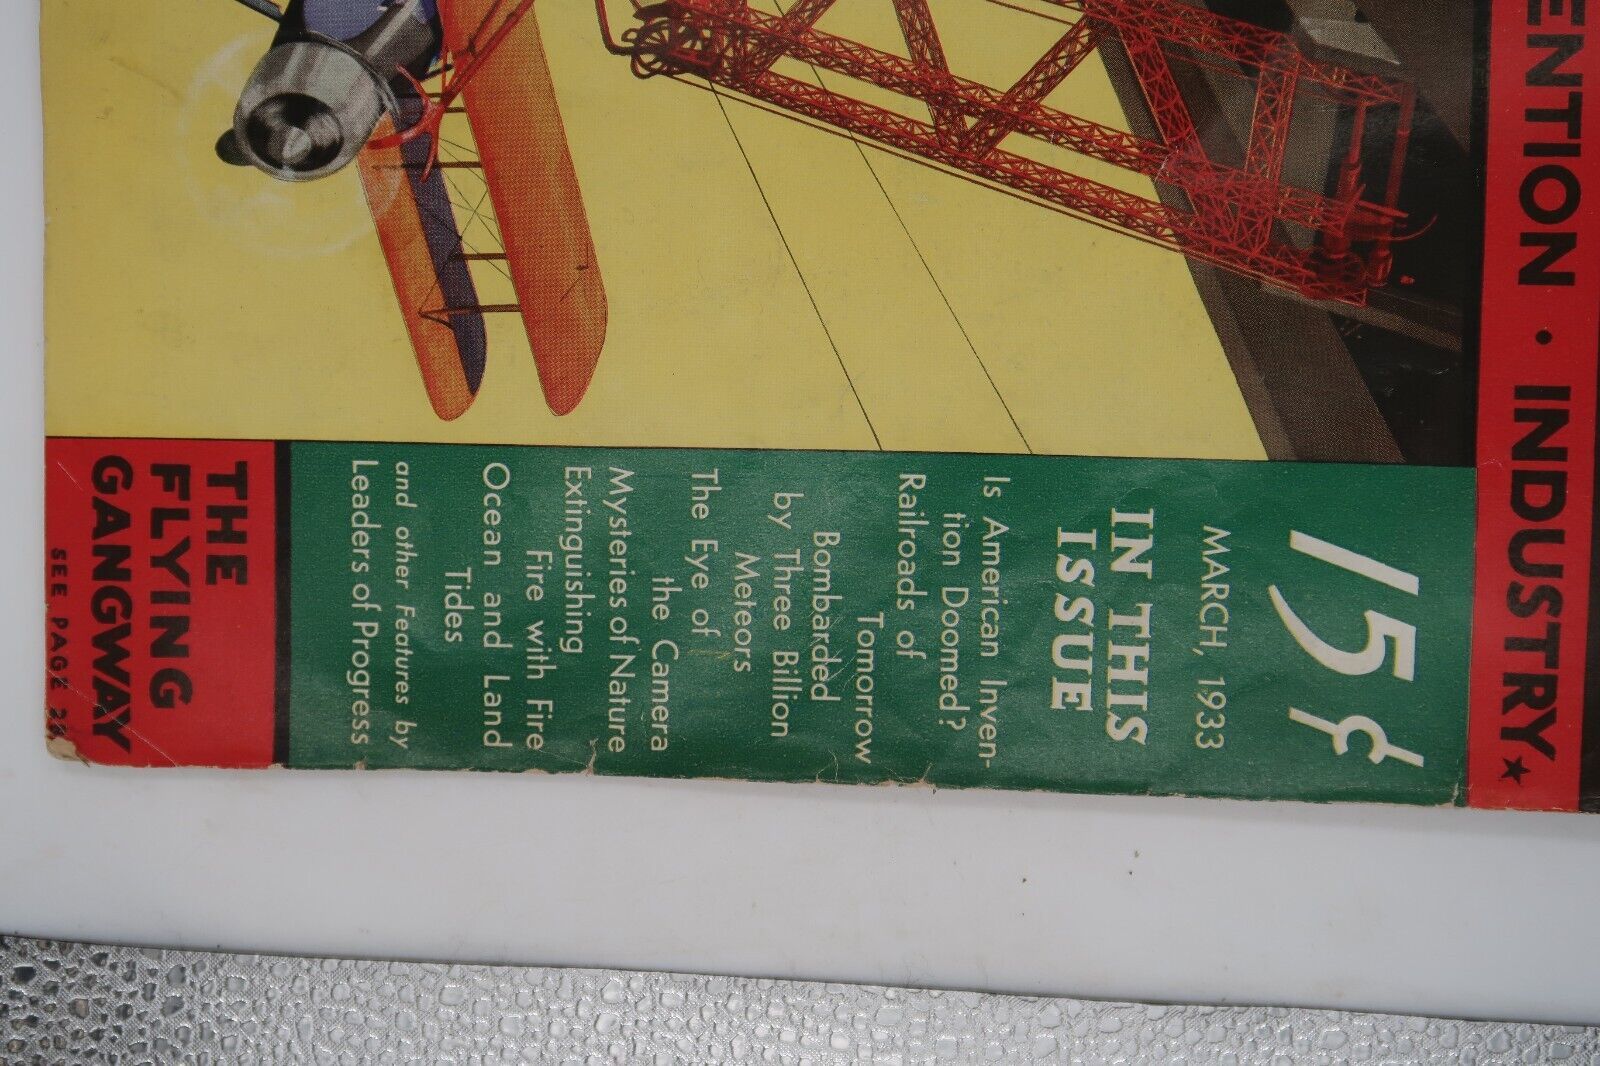 INDUSTRY ★
15¢
MARCH, 1933
IN THIS
ISSUE
Is American Inven-
tion Doomed?
Railroads of
Tomorrow
Bombarded
by Three Billion
Meteors
The Eye of
the Camera
Mysteries of Nature
Extinguishing
Fire with Fire
Ocean and Land
Tides
and other Features by
Leaders of Progress
THE
FLYING
GANGWAY
SEE PAGE